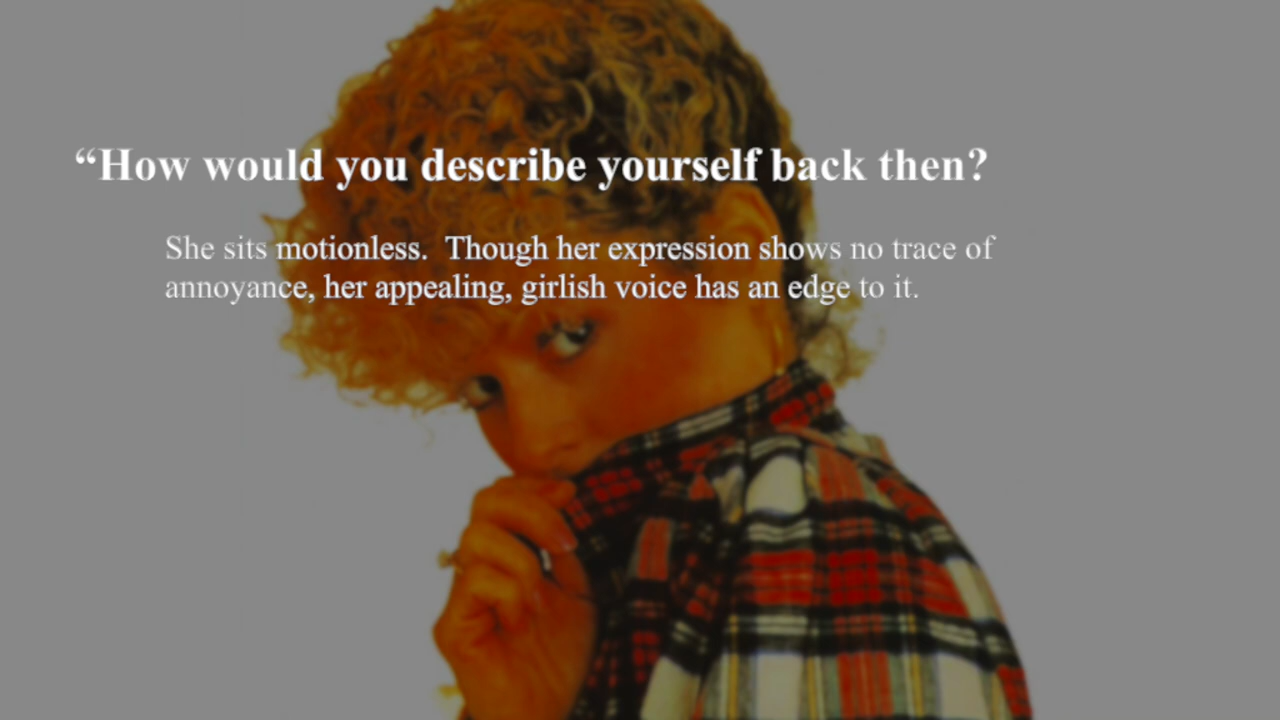 “How would you describe yourself back then?
She sits motionless.  Though her expression shows no trace of
annoyance, her appealing, girlish voice has an edge to it.